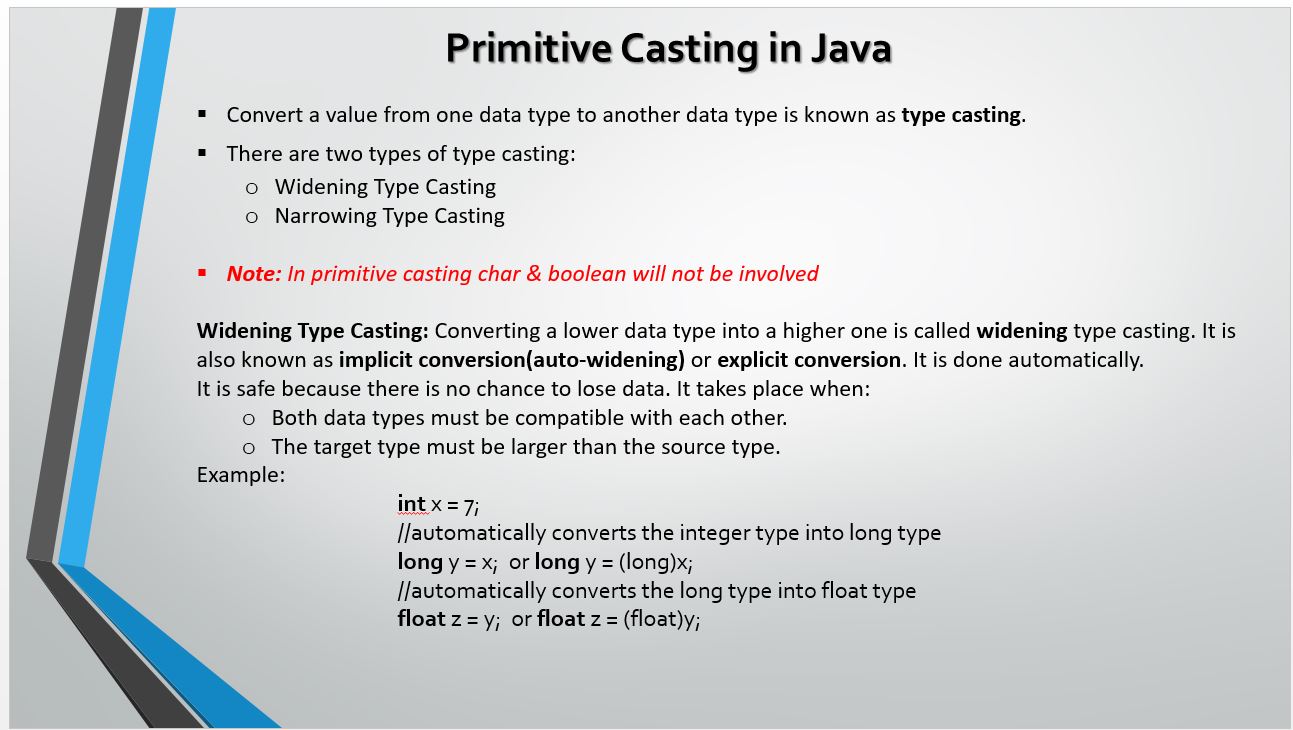 Primitive Casting in Java
▪ Convert a value from one data type to another data type is known as type casting.
▪ There are two types of type casting:
o Widening Type Casting
o Narrowing Type Casting
▪ Note: In primitive casting char & boolean will not be involved
Widening Type Casting: Converting a lower data type into a higher one is called widening type casting. It is
also known as implicit conversion(auto-widening) or explicit conversion. It is done automatically.
It is safe because there is no chance to lose data. It takes place when:
o Both data types must be compatible with each other.
o The target type must be larger than the source type.
Example:
int x = 7;
//automatically converts the integer type into long type
long y = x; or long y = (long)x;
//automatically converts the long type into float type
float z = y; or float z = (float)y;